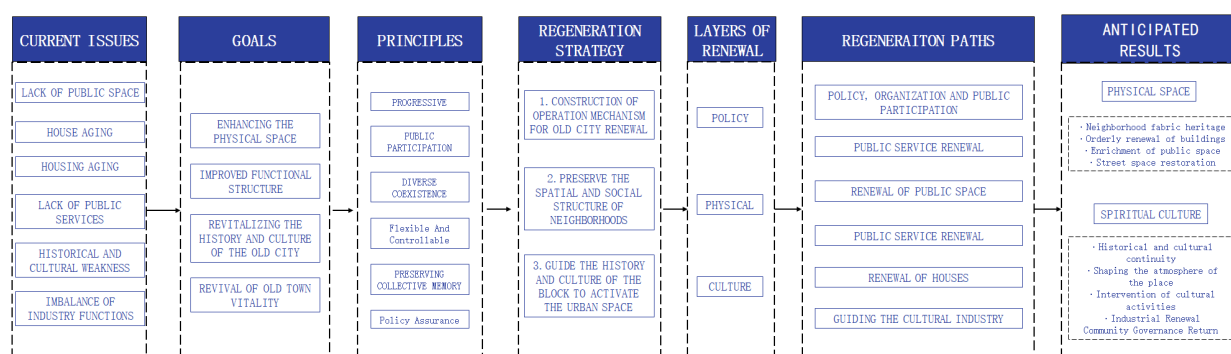 CURRENT ISSUES
LACK OF PUBLIC SPACE
HOUSE AGING
HOUSING AGING
LACK OF PUBLIC
SERVICES
HISTORICAL AND
CULTURAL WEAKNESS
IMBALANCE OF
INDUSTRY FUNCTIONS
GOALS
ENHANCING THE
PHYSICAL SPACE
IMPROVED FUNCTIONAL
STRUCTURE
REVITALIZING THE
HISTORY AND CULTURE
OF THE OLD CITY
REVIVAL OF OLD TOWN
VITALITY
PRINCIPLES
PROGRESSIVE
PUBLIC
PARTICIPATION
DIVERSE
COEXISTENCE
Flexible And
Controllable
PRESERVING
COLLECTIVE MEMORY
Policy Assurance
REGENERATION
STRATEGY
1. CONSTRUCTION OF
OPERATION MECHANISM
FOR OLD CITY RENEWAL
2. PRESERVE THE
SPATIAL AND SOCIAL
STRUCTURE OF
NEIGHBORHOODS
3. GUIDE THE HISTORY
AND CULTURE OF THE
BLOCK TO ACTIVATE
THE URBAN SPACE
LAYERS OF
RENEWAL
POLICY
PHYSICAL
CULTURE
REGENERAITON PATHS
POLICY, ORGANIZATION AND PUBLIC
PARTICIPATION
PUBLIC SERVICE RENEWAL
RENEWAL OF PUBLIC SPACE
PUBLIC SERVICE RENEWAL
RENEWAL OF HOUSES
GUIDING THE CULTURAL INDUSTRY
ANTICIPATED
RESULTS
PHYSICAL SPACE
·Neighborhood fabric heritage
·Orderly renewal of buildings
·Enrichment of public space
·Street space restoration
SPIRITUAL CULTURE
·Historical and cultural
continuity
·Shaping the atmosphere of
the place
·Intervention of cultural
activities
·Industrial Renewal
Community Governance Return